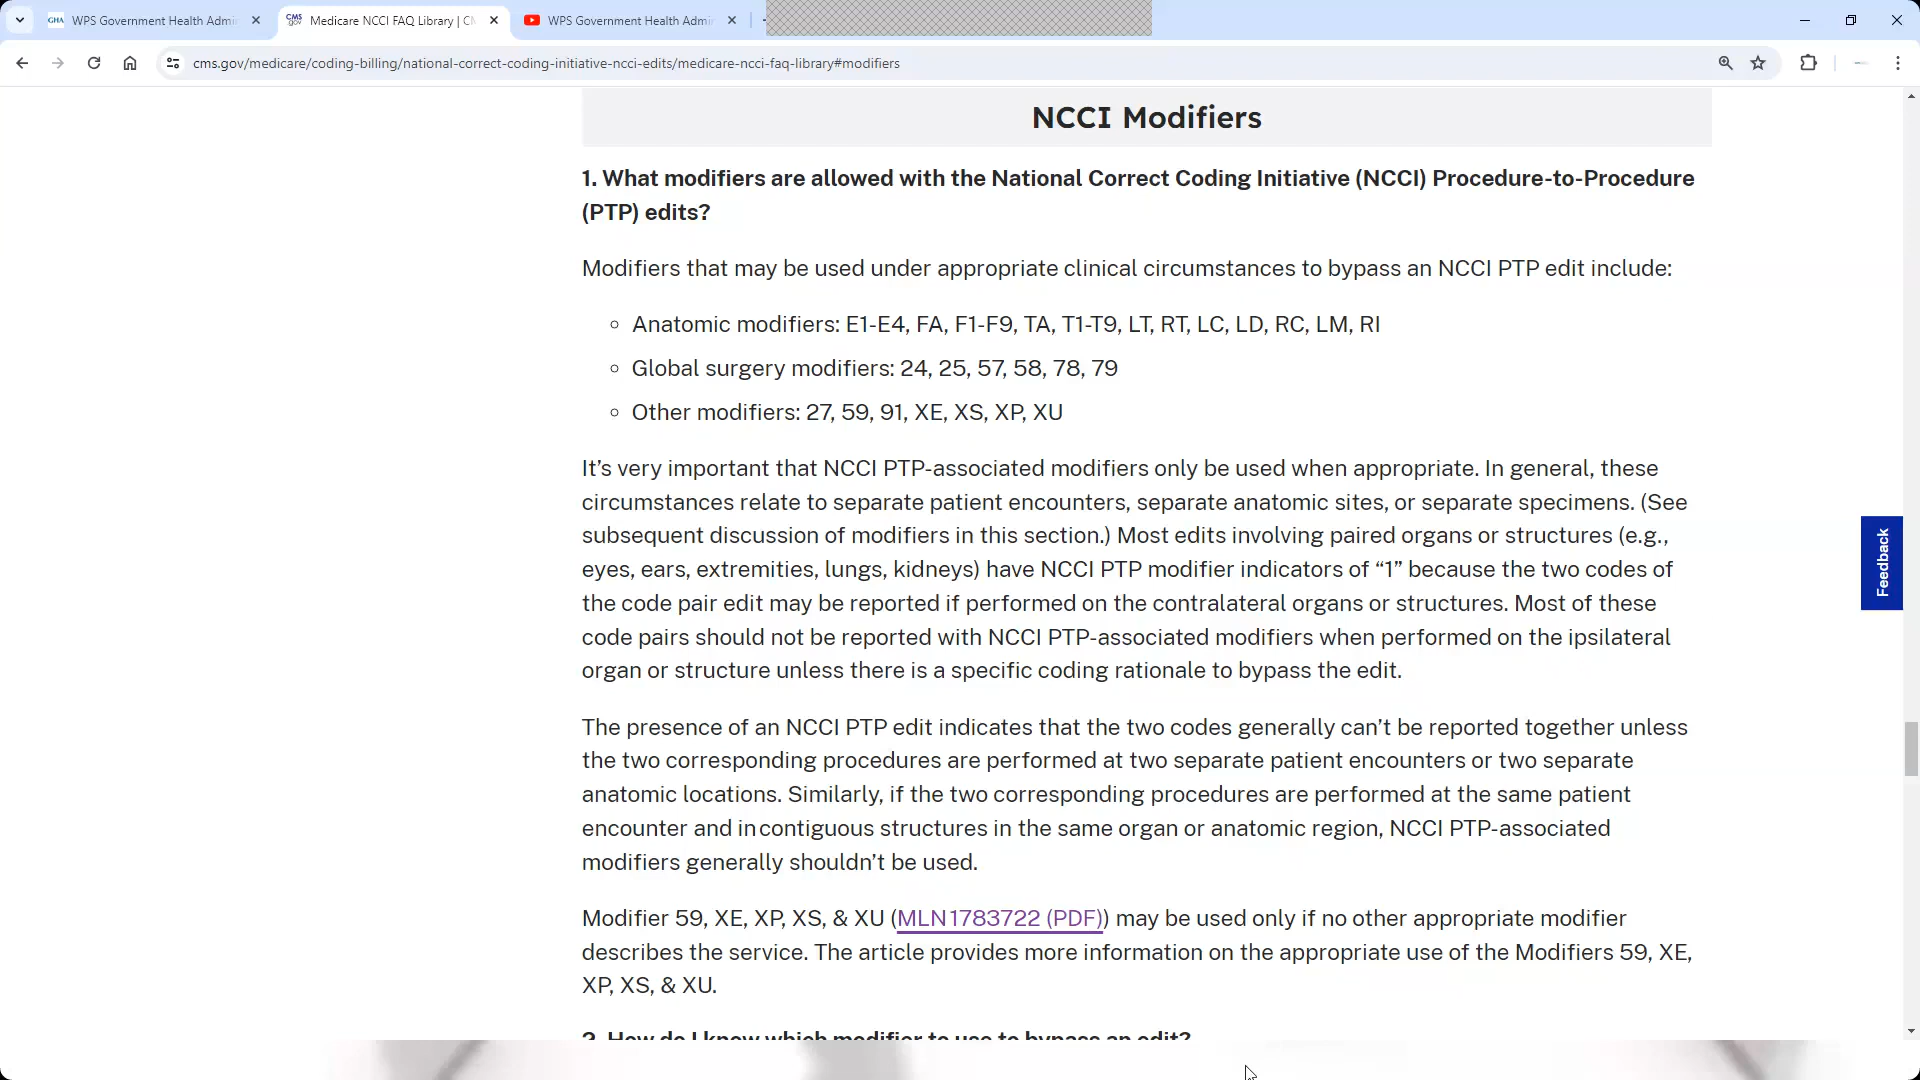 WPS Government Health Admin
Medicare NCCI FAQ Library | CM
WPS Government Health Admin
cms.gov/medicare/coding-billing/national-correct-coding-initiative-ncci-edits/medicare-ncci-faq-library#modifiers
NCCI Modifiers
1. What modifiers are allowed with the National Correct Coding Initiative (NCCI) Procedure-to-Procedure
(PTP) edits?
Modifiers that may be used under appropriate clinical circumstances to bypass an NCCI PTP edit include:
Anatomic modifiers: E1-E4, FA, F1-F9, TA, T1-T9, LT, RT, LC, LD, RC, LM, RI
Global surgery modifiers: 24, 25, 57, 58, 78, 79
Other modifiers: 27, 59, 91, XE, XS, XP, XU
It’s very important that NCCI PTP-associated modifiers only be used when appropriate. In general, these
circumstances relate to separate patient encounters, separate anatomic sites, or separate specimens. (See
subsequent discussion of modifiers in this section.) Most edits involving paired organs or structures (e.g.,
eyes, ears, extremities, lungs, kidneys) have NCCI PTP modifier indicators of “1” because the two codes of
the code pair edit may be reported if performed on the contralateral organs or structures. Most of these
code pairs should not be reported with NCCI PTP-associated modifiers when performed on the ipsilateral
organ or structure unless there is a specific coding rationale to bypass the edit.
The presence of an NCCI PTP edit indicates that the two codes generally can’t be reported together unless
the two corresponding procedures are performed at two separate patient encounters or two separate
anatomic locations. Similarly, if the two corresponding procedures are performed at the same patient
encounter and in contiguous structures in the same organ or anatomic region, NCCI PTP-associated
modifiers generally shouldn’t be used.
Modifier 59, XE, XP, XS, & XU (MLN1783722 (PDF)) may be used only if no other appropriate modifier
describes the service. The article provides more information on the appropriate use of the Modifiers 59, XE,
XP, XS, & XU.
2. How do I know which modifier to use to bypass an edit?
Feedback